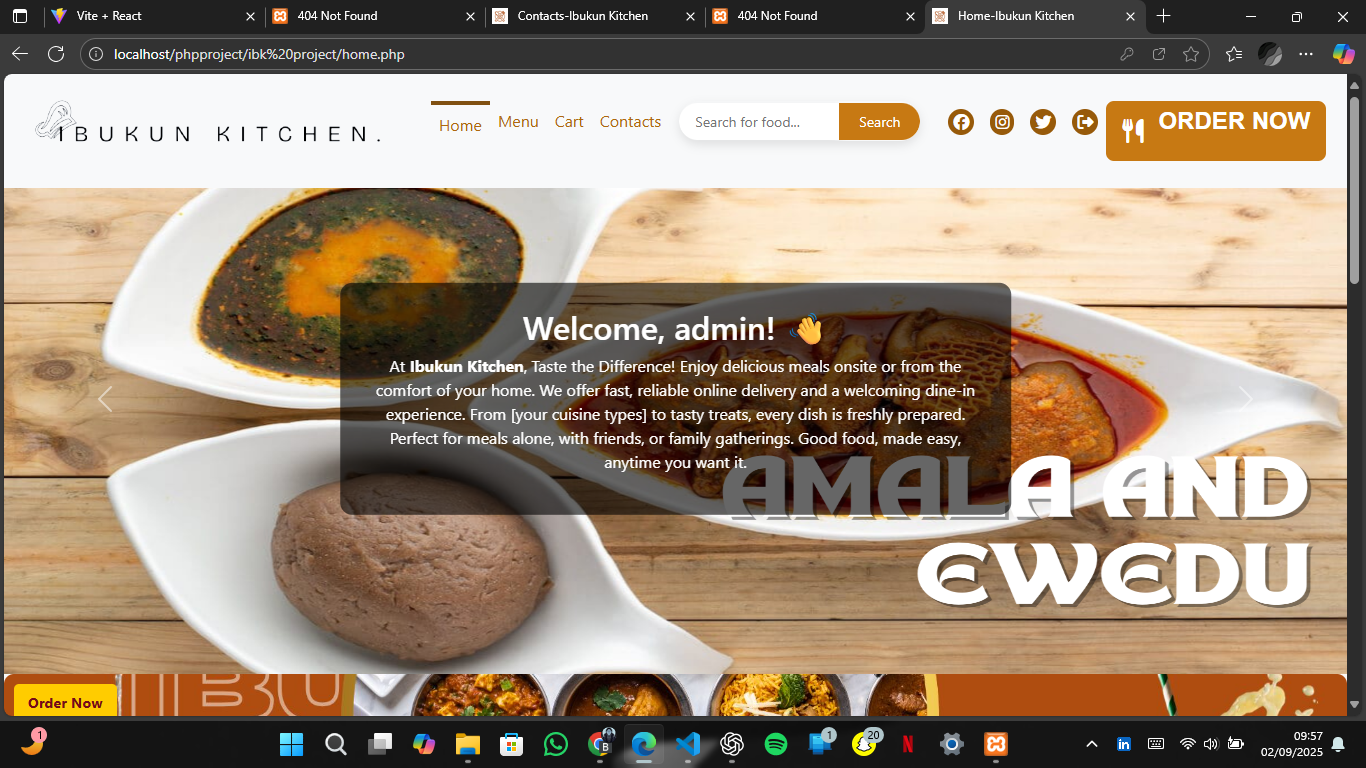 Vite + React
404 Not Found
Contacts-Ibukun Kitchen
404 Not Found
Home-Ibukun Kitchen
localhost/phpproject/ibk%20project/home.php
IBUKUN KITCHEN.
Home
Menu
Cart
Contacts
Search for food...
Search
ORDER NOW
Welcome, admin! 👋
At Ibukun Kitchen, Taste the Difference! Enjoy delicious meals onsite or from the
comfort of your home. We offer fast, reliable online delivery and a welcoming dine-in
experience. From [your cuisine types] to tasty treats, every dish is freshly prepared.
Perfect for meals alone, with friends, or family gatherings. Good food, made easy,
anytime you want it.
AMALA AND
EWEDU
Order Now
IBU
1
B
1
20
N
in
09:57
02/09/2025